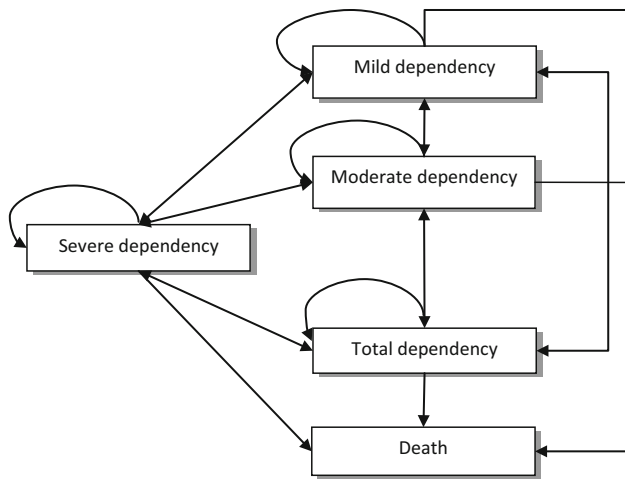 Mild dependency
Moderate dependency
Severe dependency
Total dependency
Death